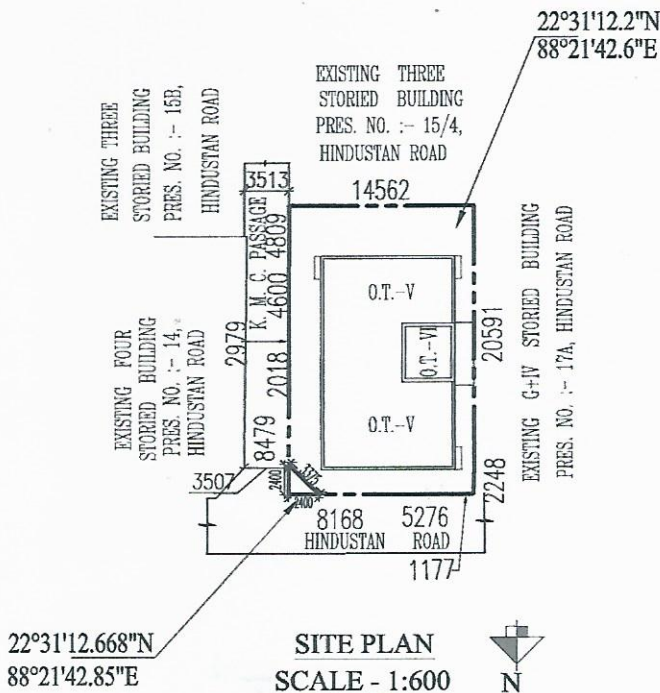 22°31'12.2"N
88°21'42.6"E
EXISTING THREE
STORIED BUILDING
PRES. NO. :- 15/4,
HINDUSTAN ROAD
EXISTING THREE
STORIED BUILDING
PRES. NO. :- 15B,
HINDUSTAN ROAD
3513
14562
K. M. C. PASSAGE
4809
4600
2979
2018
8479
EXISTING FOUR
STORIED BUILDING
PRES. NO. :- 14,
HINDUSTAN ROAD
O.T.-V
O.T.-VI
O.T.-V
20591
2248
EXISTING G+IV STORIED BUILDING
PRES. NO. :- 17A, HINDUSTAN ROAD
3507
2400
3375
2400
8168
5276
HINDUSTAN ROAD
1177
22°31'12.668"N
88°21'42.85"E
SITE PLAN
SCALE - 1:600
N